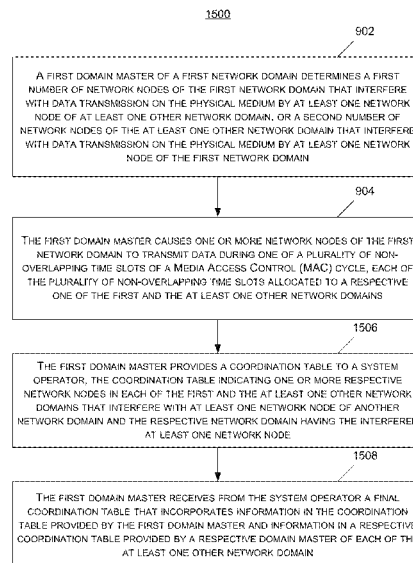 1500
902
A FIRST DOMAIN MASTER OF A FIRST NETWORK DOMAIN DETERMINES A FIRST
NUMBER OF NETWORK NODES OF THE FIRST NETWORK DOMAIN THAT INTERFERE
WITH DATA TRANSMISSION ON THE PHYSICAL MEDIUM BY AT LEAST ONE NETWORK
NODE OF AT LEAST ONE OTHER NETWORK DOMAIN, OR A SECOND NUMBER OF
NETWORK NODES OF THE AT LEAST ONE OTHER NETWORK DOMAIN THAT INTERFERE
WITH DATA TRANSMISSION ON THE PHYSICAL MEDIUM BY AT LEAST ONE NETWORK
NODE OF THE FIRST NETWORK DOMAIN
904
THE FIRST DOMAIN MASTER CAUSES ONE OR MORE NETWORK NODES OF THE FIRST
NETWORK DOMAIN TO TRANSMIT DATA DURING ONE OF A PLURALITY OF NON-
OVERLAPPING TIME SLOTS OF A MEDIA ACCESS CONTROL (MAC) CYCLE, EACH OF
THE PLURALITY OF NON-OVERLAPPING TIME SLOTS ALLOCATED TO A RESPECTIVE
ONE OF THE FIRST AND THE AT LEAST ONE OTHER NETWORK DOMAINS
1506
THE FIRST DOMAIN MASTER PROVIDES A COORDINATION TABLE TO A SYSTEM
OPERATOR, THE COORDINATION TABLE INDICATING ONE OR MORE RESPECTIVE
NETWORK NODES IN EACH OF THE FIRST AND THE AT LEAST ONE OTHER NETWORK
DOMAINS THAT INTERFERE WITH AT LEAST ONE NETWORK NODE OF ANOTHER
NETWORK DOMAIN AND THE RESPECTIVE NETWORK DOMAIN HAVING THE INTERFERED
AT LEAST ONE NETWORK NODE
1508
THE FIRST DOMAIN MASTER RECEIVES FROM THE SYSTEM OPERATOR A FINAL
COORDINATION TABLE THAT INCORPORATES INFORMATION IN THE COORDINATION
TABLE PROVIDED BY THE FIRST DOMAIN MASTER AND INFORMATION IN A RESPECTIVE
COORDINATION TABLE PROVIDED BY A RESPECTIVE DOMAIN MASTER OF EACH OF THE
AT LEAST ONE OTHER NETWORK DOMAIN